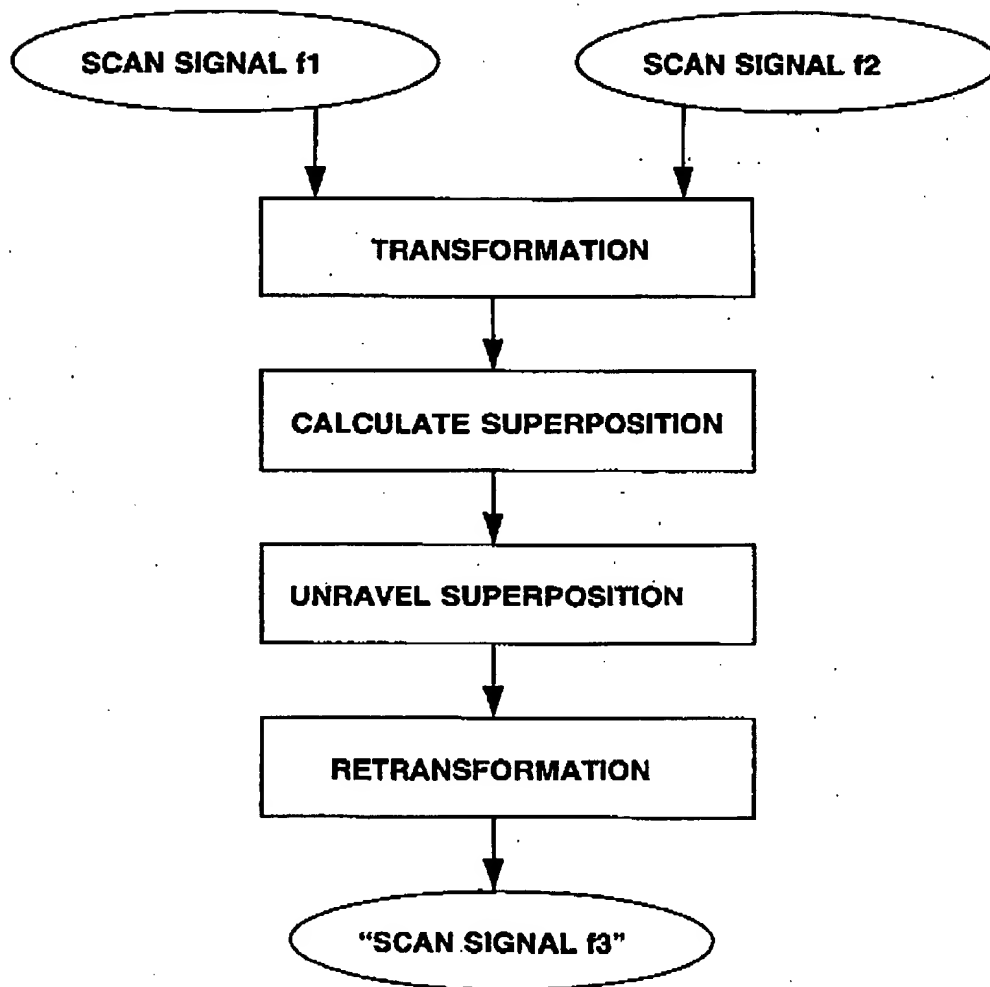 SCAN SIGNAL f1
SCAN SIGNAL f2
TRANSFORMATION
CALCULATE SUPERPOSITION
UNRAVEL SUPERPOSITION
RETRANSFORMATION
“SCAN SIGNAL f3”